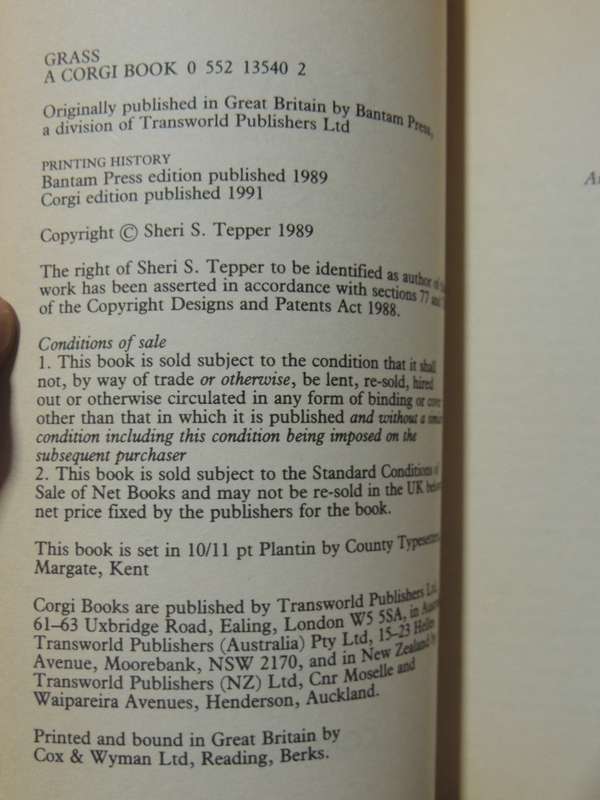 GRASS
A CORGI BOOK 0 552 13540 2
Originally published in Great Britain by Bantam Press,
a division of Transworld Publishers Ltd
PRINTING HISTORY
Bantam Press edition published 1989
Corgi edition published 1991
Copyright © Sheri S. Tepper 1989
The right of Sheri S. Tepper to be identified as author of
work has been asserted in accordance with sections 77 and
of the Copyright Designs and Patents Act 1988.
Conditions of sale
1. This book is sold subject to the condition that it shall
not, by way of trade or otherwise, be lent, re-sold, hired
out or otherwise circulated in any form of binding or cover
other than that in which it is published and without a
condition including this condition being imposed on the
subsequent purchaser
2. This book is sold subject to the Standard Conditions of
Sale of Net Books and may not be re-sold in the UK below
net price fixed by the publishers for the book.
This book is set in 10/11 pt Plantin by County Typesetters,
Margate, Kent
Corgi Books are published by Transworld Publishers Ltd.
61–63 Uxbridge Road, Ealing, London W5 5SA, in
Transworld Publishers (Australia) Pty Ltd, 15–23 Helles
Avenue, Moorebank, NSW 2170, and in New Zealand by
Transworld Publishers (NZ) Ltd, Cnr Moselle and
Waipareira Avenues, Henderson, Auckland.
Printed and bound in Great Britain by
Cox & Wyman Ltd, Reading, Berks.